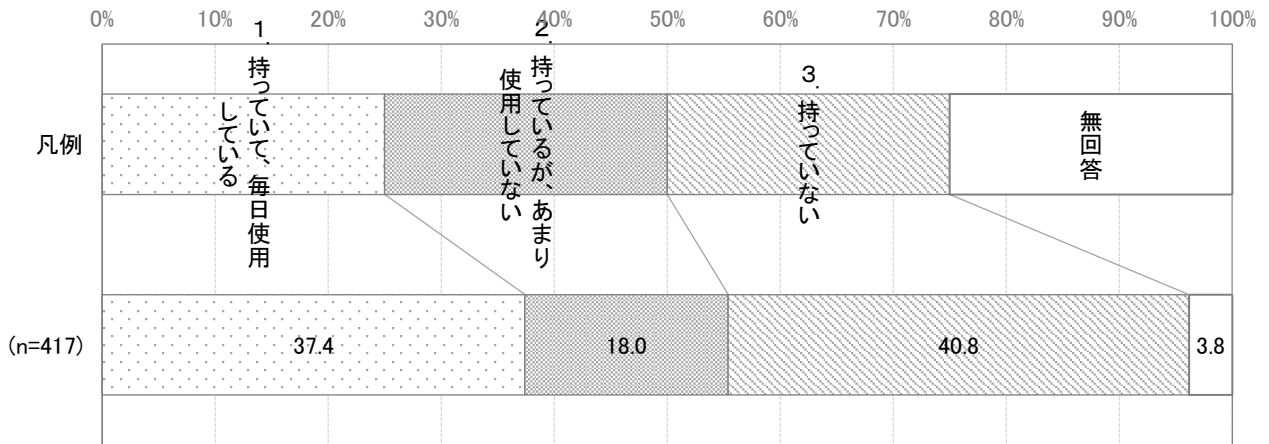 0% 10% 20% 30% 40% 50% 60% 70% 80% 90% 100%
凡例
1.持っていて、毎日使用
している
2.持っているが、あまり
使用していない
3.持っていない
無回答
(n=417)
37.4 18.0 40.8 3.8